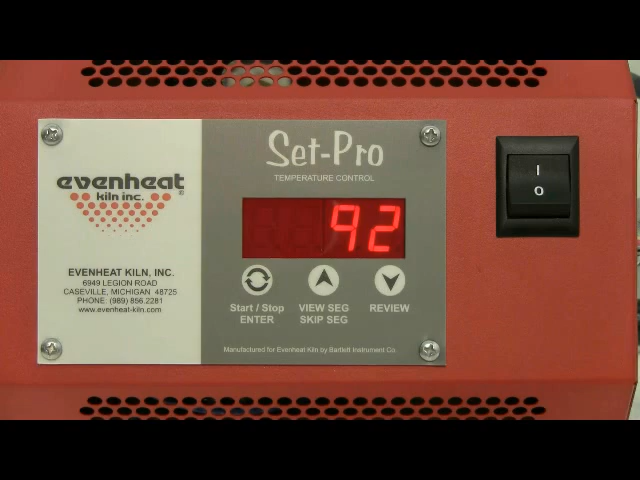 evenheat®
kiln inc.
EVENHEAT KILN, INC.
6949 LEGION ROAD
CASEVILLE, MICHIGAN 48725
PHONE. (989) 856.2281
www.evenheat-kiln.com
Set-Pro
TEMPERATURE CONTROL
92
Start / Stop
ENTER
VIEW SEG
SKIP SEG
REVIEW
Manufactured for Evenheat Kiln by Bartlett Instrument Co.
I
O